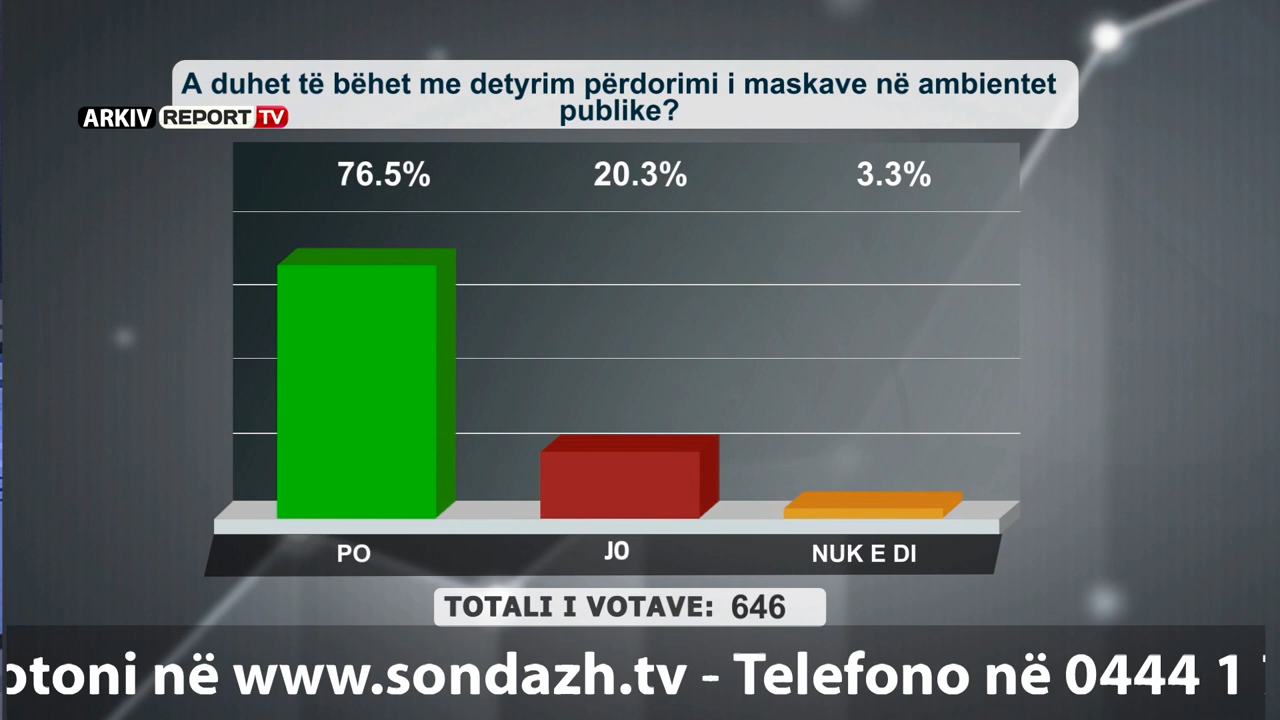 A duhet të bëhet me detyrim përdorimi i maskave në ambientet
publike?
ARKIV REPORT TV
76.5% 20.3% 3.3%
PO JO NUK E DI
TOTALI I VOTAVE: 646
otoni në www.sondazh.tv - Telefono në 0444 1